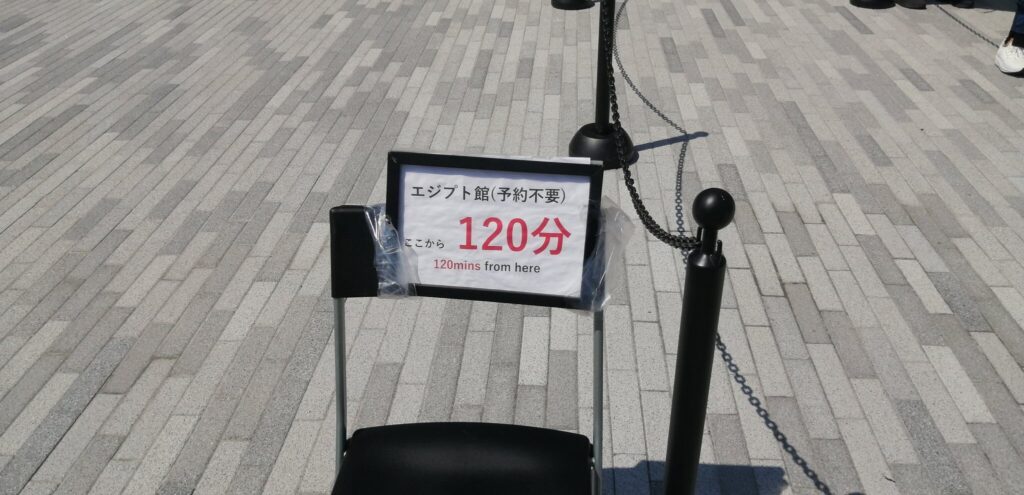 エジプト館(予約不要)
ここから 120分
120mins from here